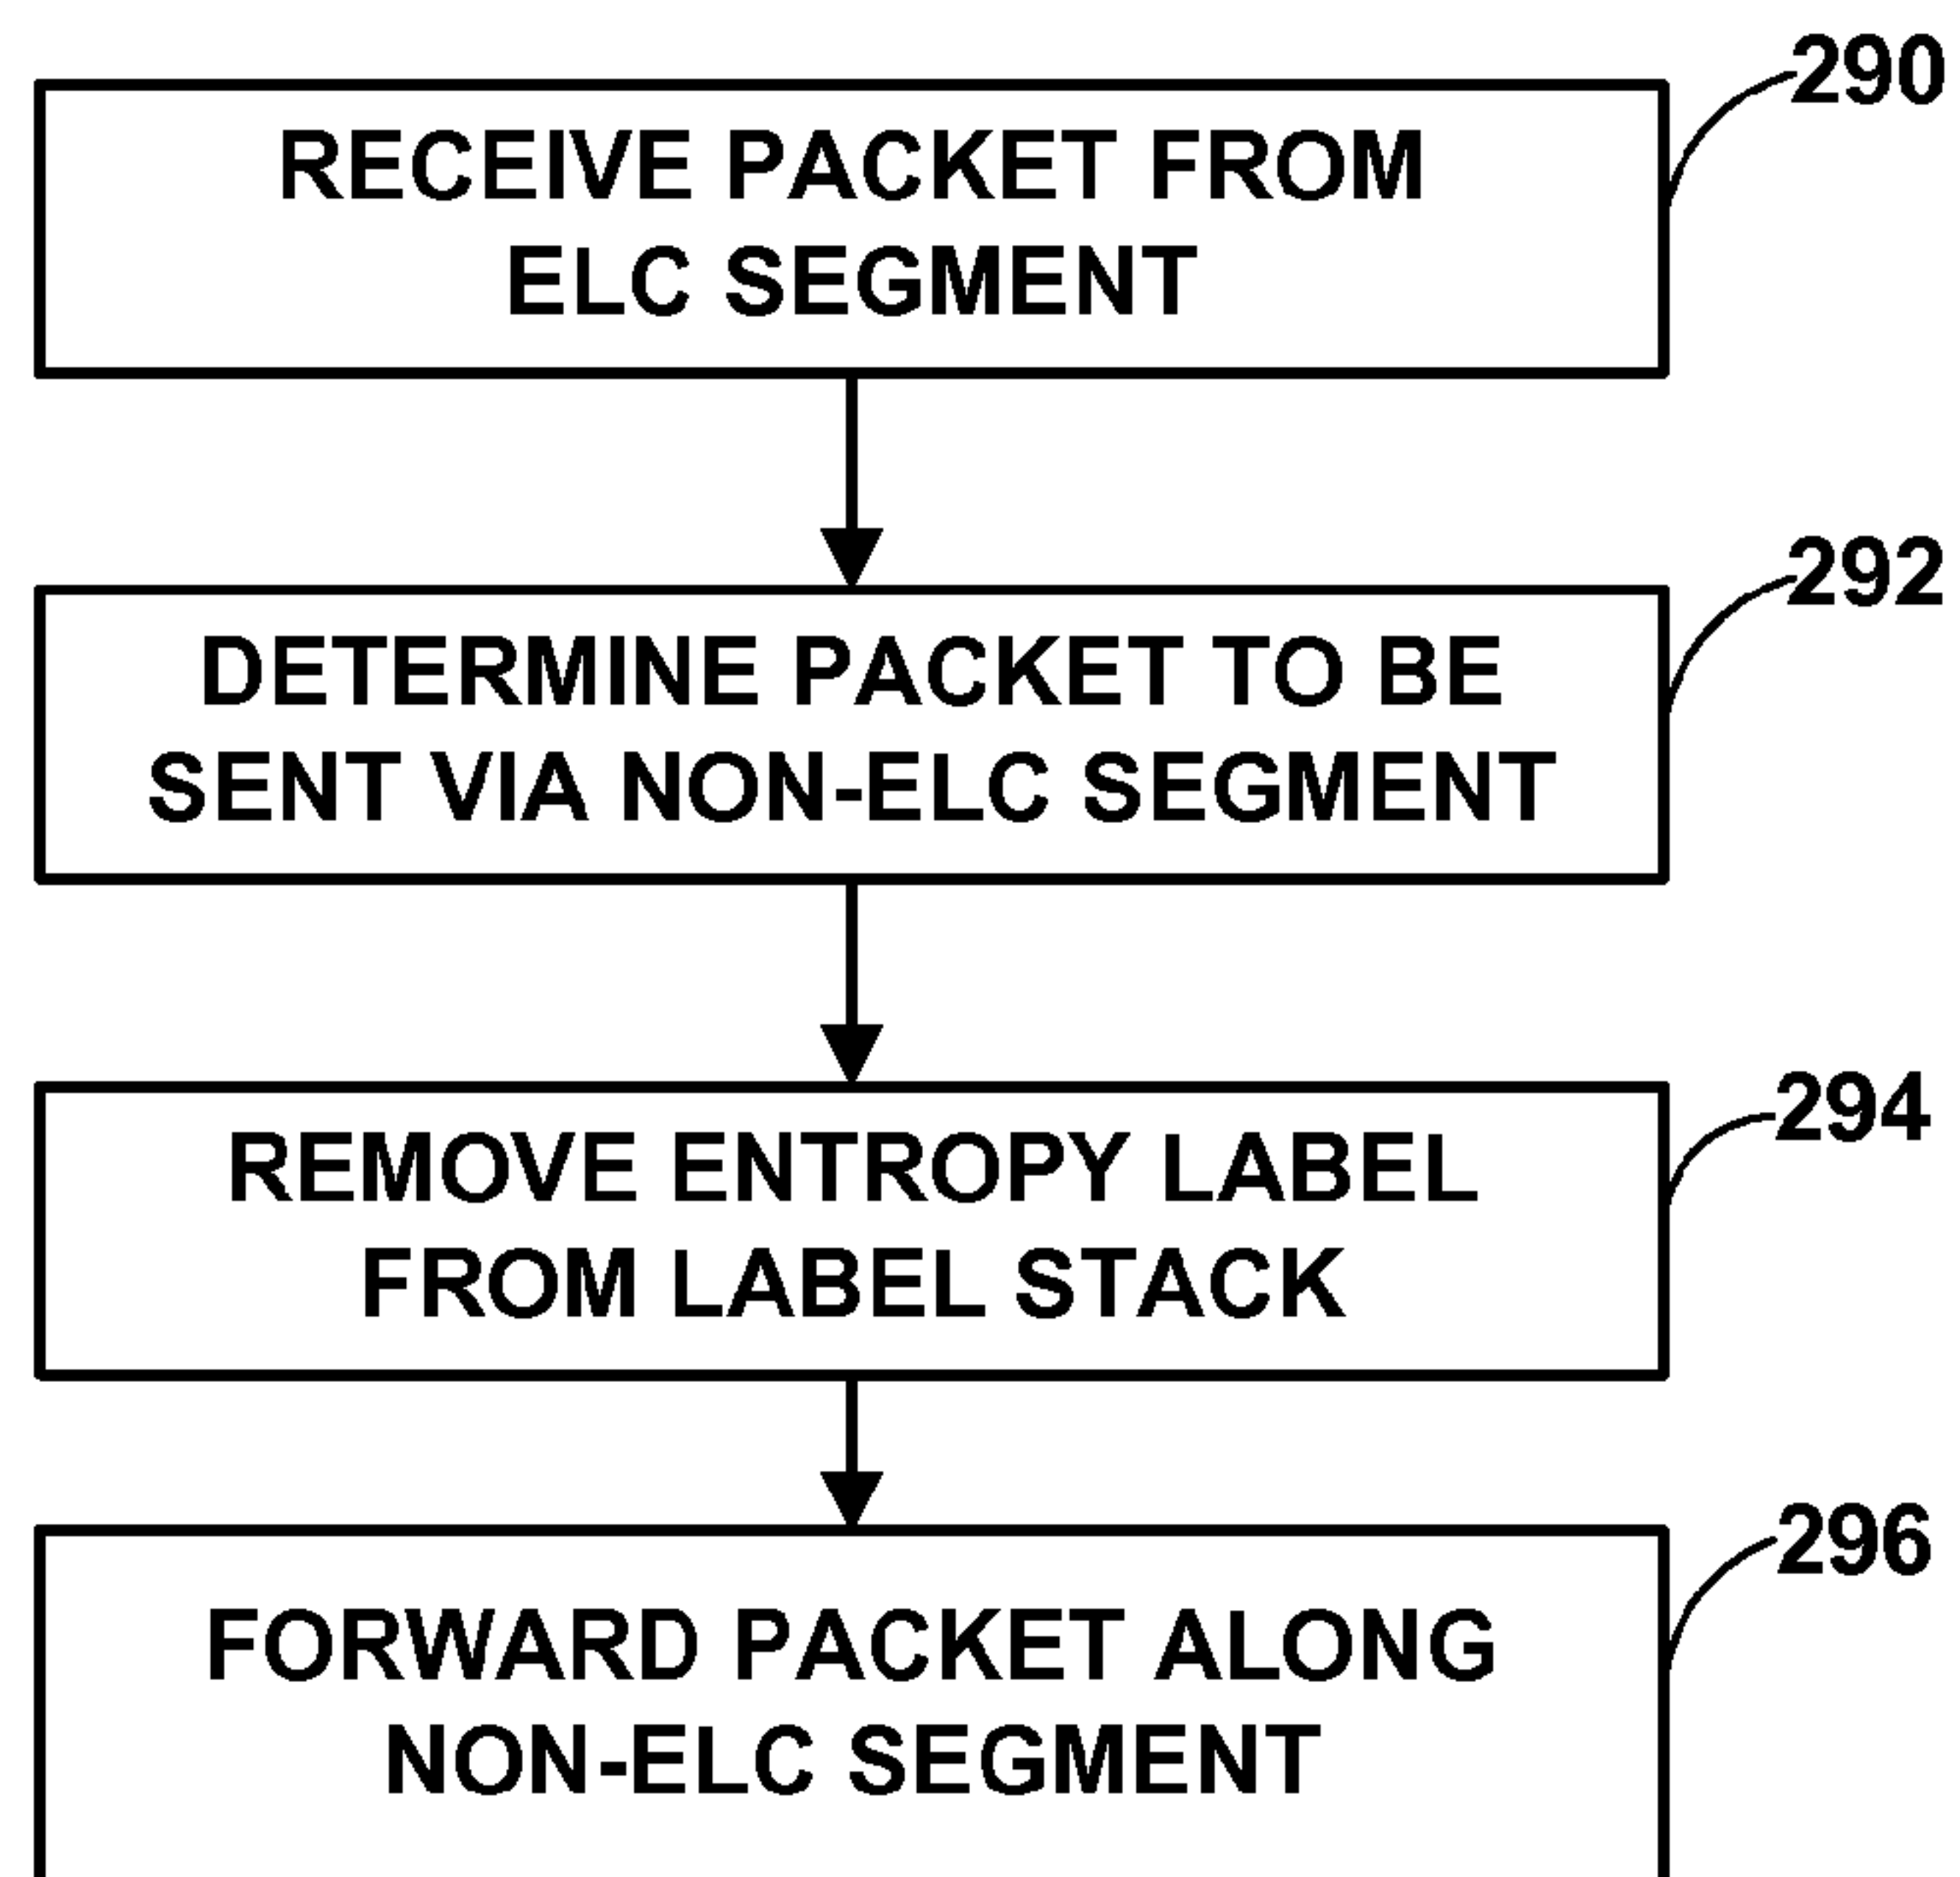 290
RECEIVE PACKET FROM
ELC SEGMENT
292
DETERMINE PACKET TO BE
SENT VIA NON-ELC SEGMENT
294
REMOVE ENTROPY LABEL
FROM LABEL STACK
296
FORWARD PACKET ALONG
NON-ELC SEGMENT